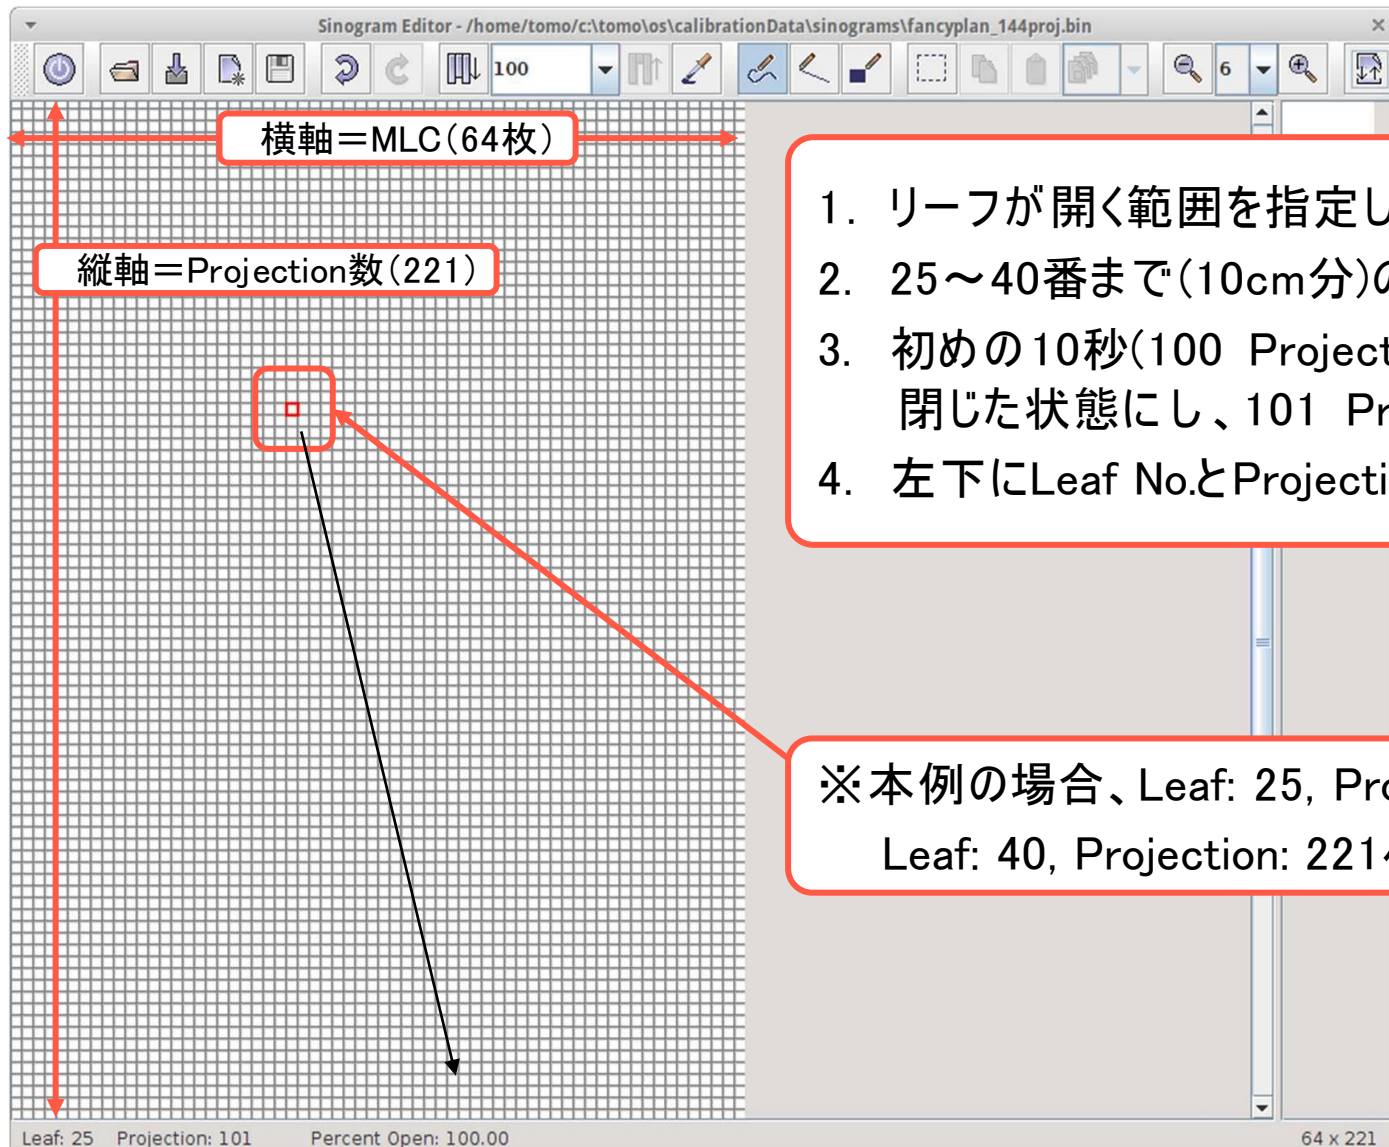 Sinogram Editor - /home/tomo/c:\tomo\os\calibrationData\sinograms\fancyplan_144proj.bin
100
6
横軸=MLC(64枚)
縦軸=Projection数(221)
1. リーフが開く範囲を指定し
2. 25~40番まで(10cm分)の
3. 初めの10秒(100 Project
閉じた状態にし、101 Pr
4. 左下にLeaf No.とProjecti
※本例の場合、Leaf: 25, Pro
Leaf: 40, Projection: 221へ
Leaf: 25 Projection: 101 Percent Open: 100.00
64 x 221